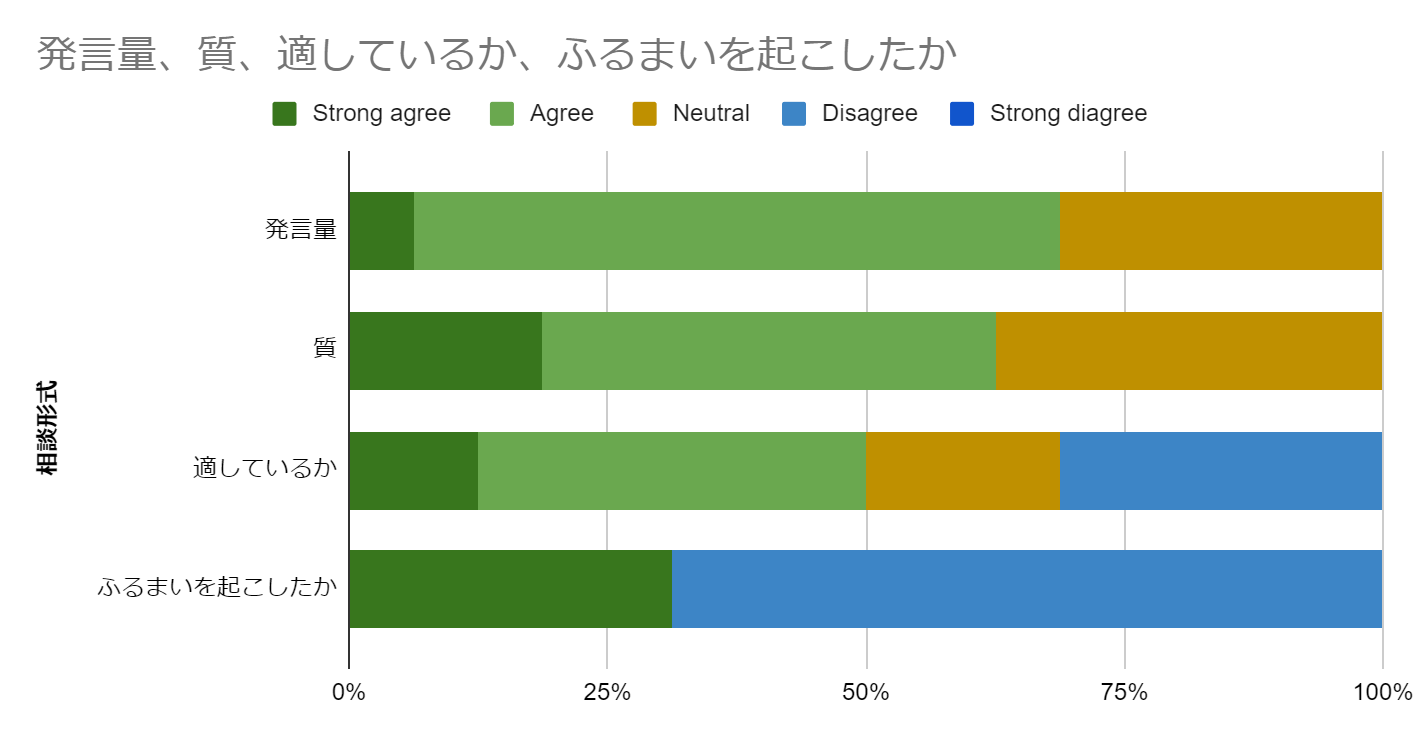 発言量、質、適しているか、ふるまいを起こしたか
Strong agree Agree Neutral Disagree Strong diagree
発言量
質
適しているか
ふるまいを起こしたか
相談形式
0% 25% 50% 75% 100%